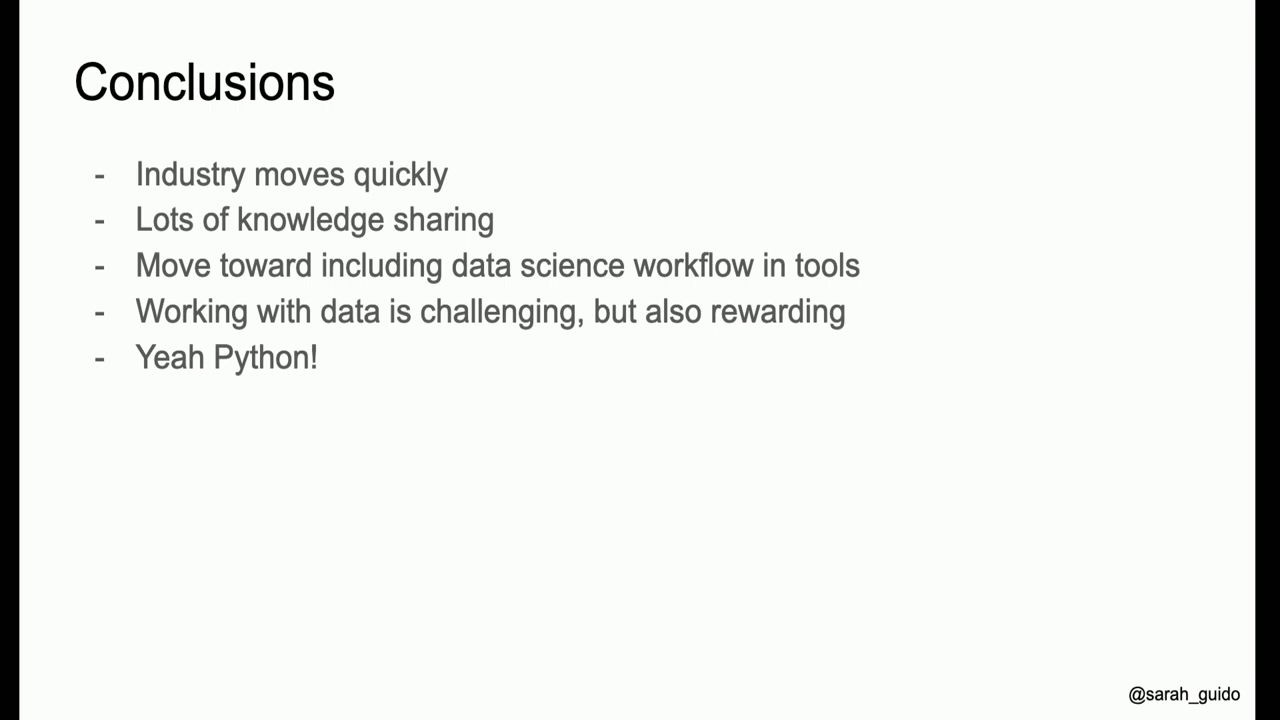 Conclusions
- Industry moves quickly
- Lots of knowledge sharing
- Move toward including data science workflow in tools
- Working with data is challenging, but also rewarding
- Yeah Python!
@sarah_guido